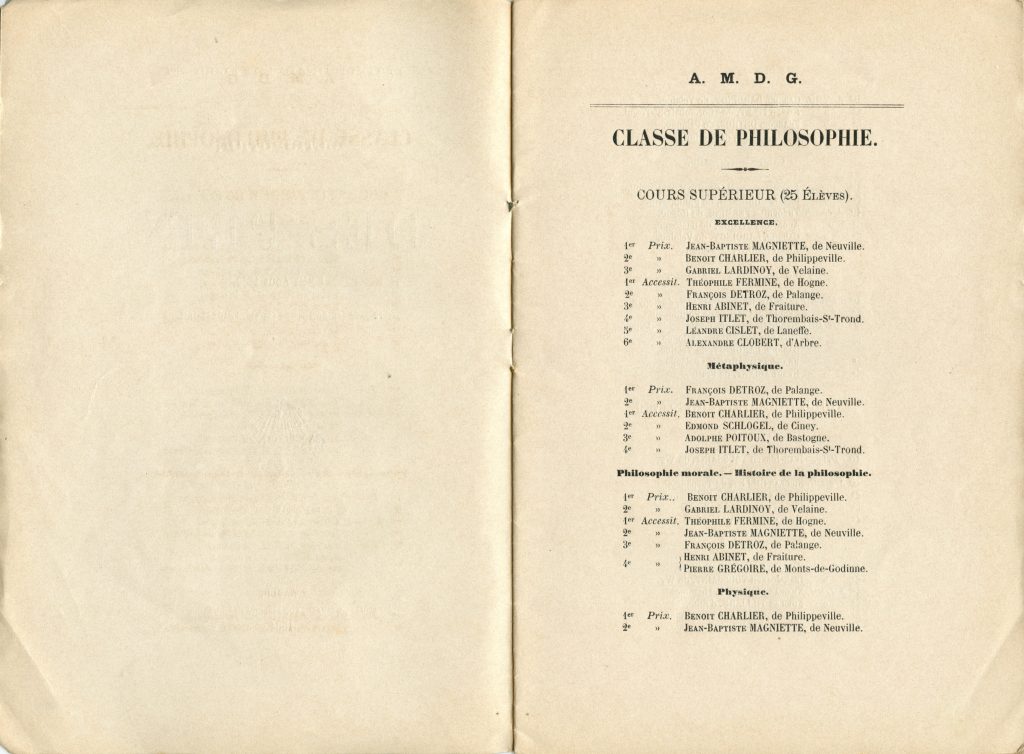 A. M. D. G.
CLASSE DE PHILOSOPHIE.
COURS SUPÉRIEUR (25 ÉLÈVES).
EXCELLENCE.
1er Prix. JEAN-BAPTISTE MAGNIETTE, de Neuville.
2e » BENOIT CHARLIER, de Philippeville.
3e » GABRIEL LARDINOY, de Velaine.
1er Accessit. THÉOPHILE FERMINE, de Hogne.
2e » FRANÇOIS DETROZ, de Palange.
3e » HENRI ABINET, de Fraiture.
4e » JOSEPH ITLET, de Thorembais-St-Trond.
5e » LÉANDRE CISLET, de Laneffe.
6e » ALEXANDRE CLOBERT, d'Arbre.
Métaphysique.
1er Prix. FRANÇOIS DETROZ, de Palange.
2e » JEAN-BAPTISTE MAGNIETTE, de Neuville.
1er Accessit. BENOIT CHARLIER, de Philippeville.
2e » EDMOND SCHLOGEL, de Ciney.
3e » ADOLPHE POITOUX, de Bastogne.
4e » JOSEPH ITLET, de Thorembais-St-Trond.
Philosophie morale. — Histoire de la philosophie.
1er Prix.. BENOIT CHARLIER, de Philippeville.
2e » GABRIEL LARDINOY, de Velaine.
1er Accessit. THÉOPHILE FERMINE, de Hogne.
2e » JEAN-BAPTISTE MAGNIETTE, de Neuville.
3e » FRANÇOIS DETROZ, de Palange.
4e » HENRI ABINET, de Fraiture.
PIERRE GRÉGOIRE, de Monts-de-Godinne.
Physique.
1er Prix. BENOIT CHARLIER, de Philippeville.
2e » JEAN-BAPTISTE MAGNIETTE, de Neuville.